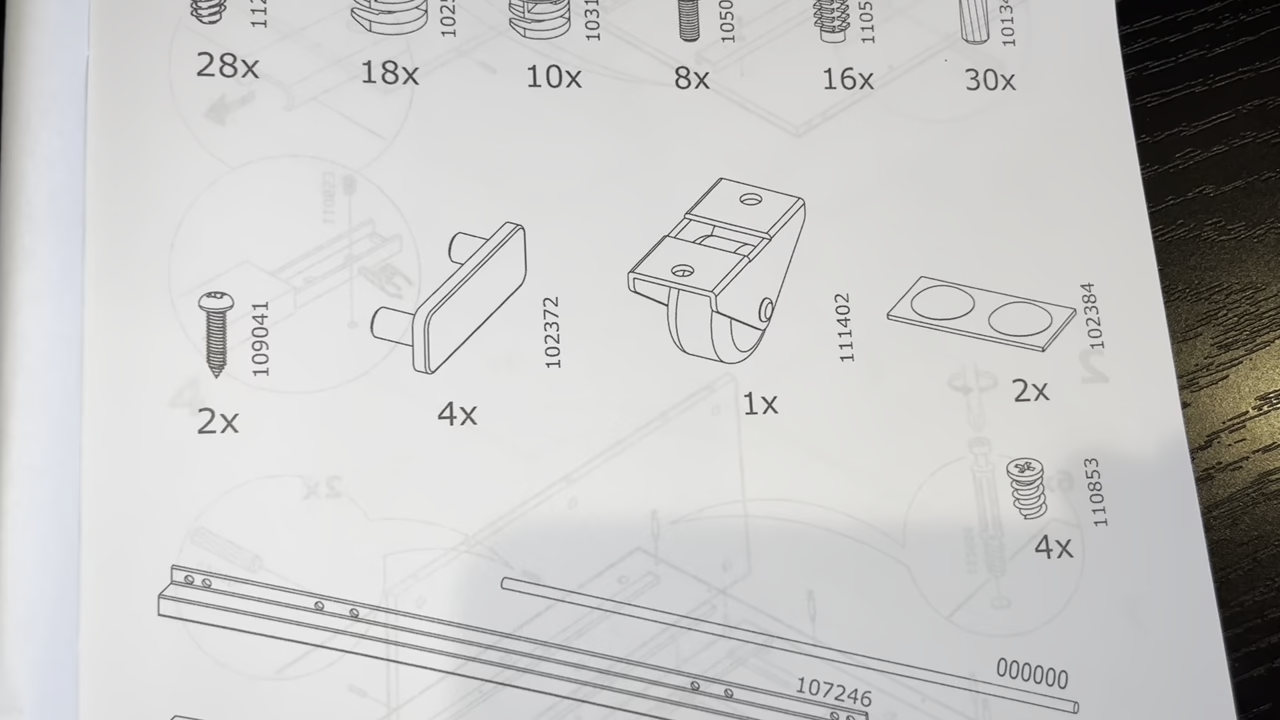 28x
18x
10x
8x
16x
30x
109041
2x
102372
4x
111402
1x
102384
2x
110853
4x
107246
000000